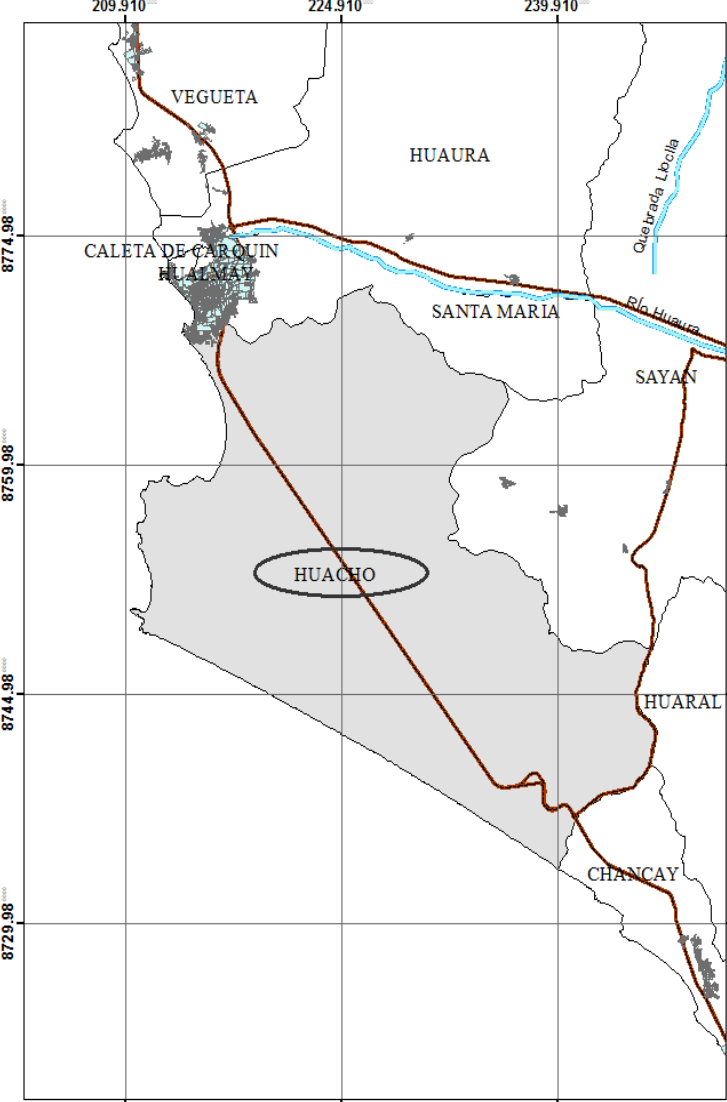 209.910 224.910 239.910
VEGUETA
HUAURA
Quebrada Lloclla
8774.98
CALETA DE CARQUIN
HUALMAY
SANTA MARIA
Río Huaura
SAYAN
8759.98
HUACHO
8744.98
HUARAL
CHANCAY
8729.98